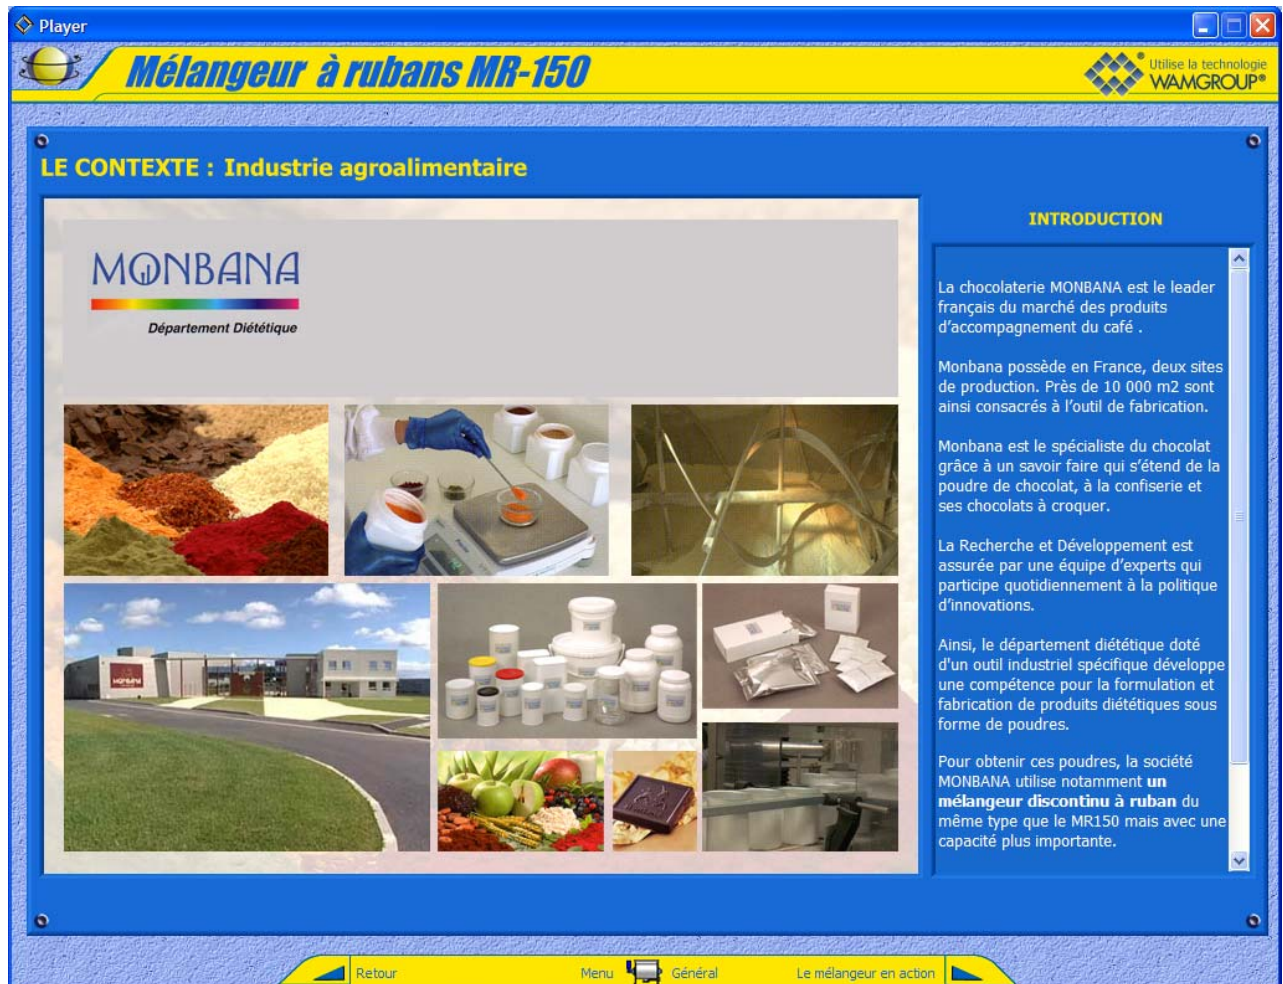 Player
Mélangeur à rubans MR-150
Utilise la technologie
WAMGROUP®
LE CONTEXTE : Industrie agroalimentaire
MONBANA
Département Diététique
MONBANA
INTRODUCTION
La chocolaterie MONBANA est le leader
français du marché des produits
d'accompagnement du café .
Monbana possède en France, deux sites
de production. Près de 10 000 m2 sont
ainsi consacrés à l'outil de fabrication.
Monbana est le spécialiste du chocolat
grâce à un savoir faire qui s'étend de la
poudre de chocolat, à la confiserie et
ses chocolats à croquer.
La Recherche et Développement est
assurée par une équipe d'experts qui
participe quotidiennement à la politique
d'innovations.
Ainsi, le département diététique doté
d'un outil industriel spécifique développe
une compétence pour la formulation et
fabrication de produits diététiques sous
forme de poudres.
Pour obtenir ces poudres, la société
MONBANA utilise notamment un
mélangeur discontinu à ruban du
même type que le MR150 mais avec une
capacité plus importante.
Retour
Menu Général
Le mélangeur en action